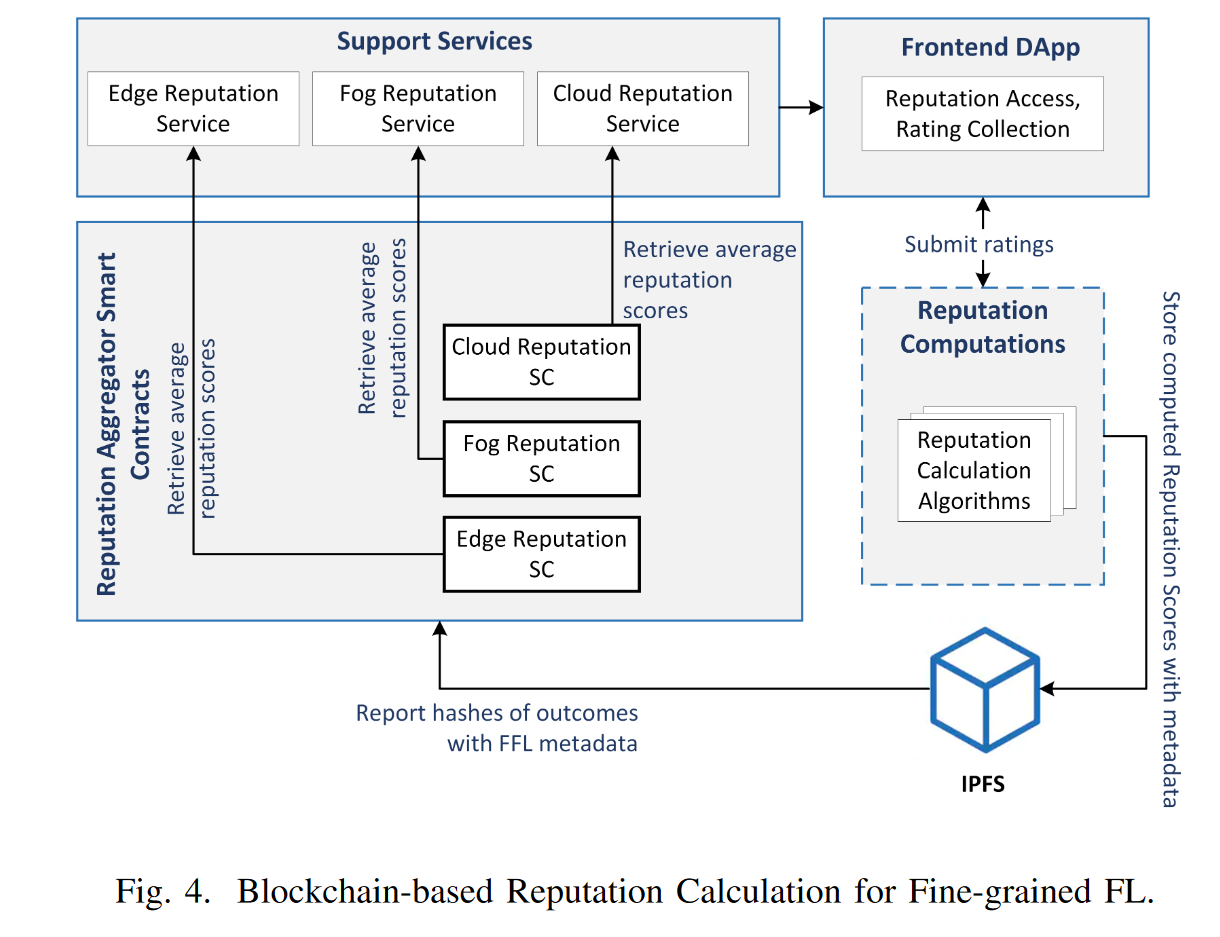 Support Services
Edge Reputation
Service
Fog Reputation
Service
Cloud Reputation
Service
Frontend DApp
Reputation Access,
Rating Collection
Submit ratings
Reputation Aggregator Smart
Contracts
Retrieve average
reputation scores
Retrieve average
reputation scores
Retrieve average
reputation
scores
Cloud Reputation
SC
Fog Reputation
SC
Edge Reputation
SC
Reputation
Computations
Reputation
Calculation
Algorithms
Store computed Reputation Scores with metadata
Report hashes of outcomes
with FFL metadata
IPFS
Fig. 4. Blockchain-based Reputation Calculation for Fine-grained FL.